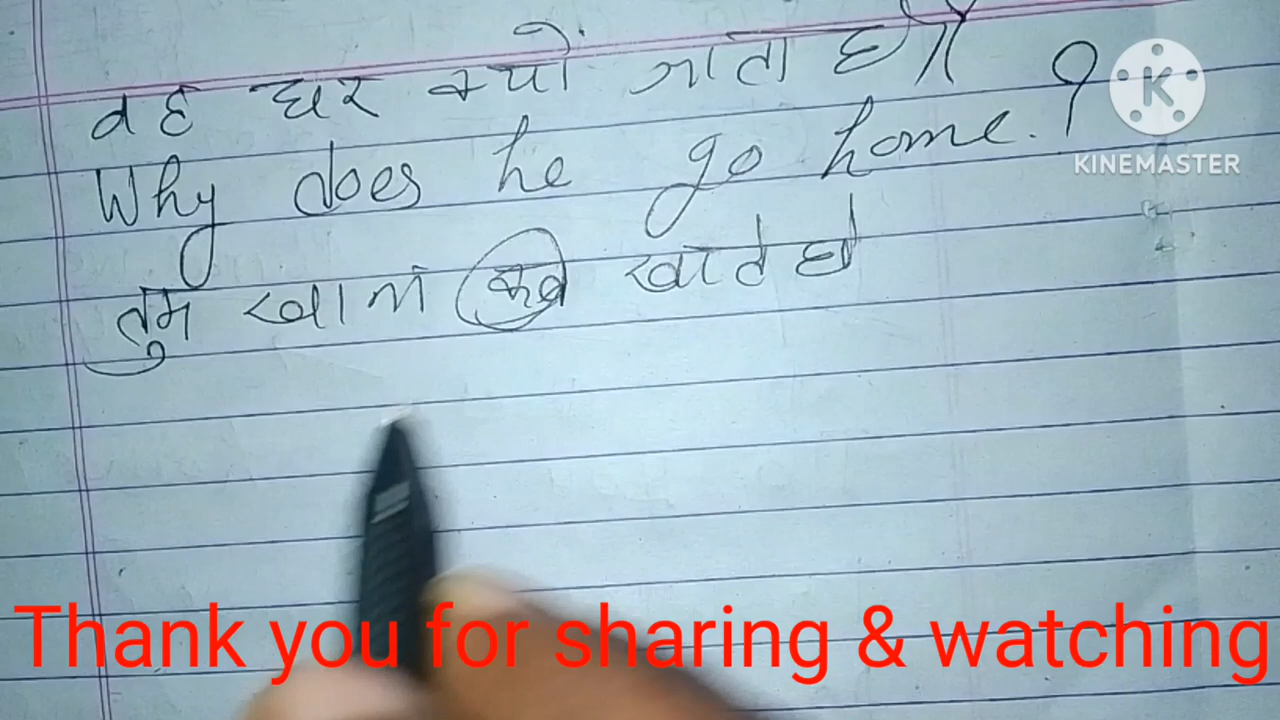 वह घर क्यों जाता है
Why does he go home. ?
तुम खाना कब खाते हो
KINEMASTER
Thank you for sharing & watching